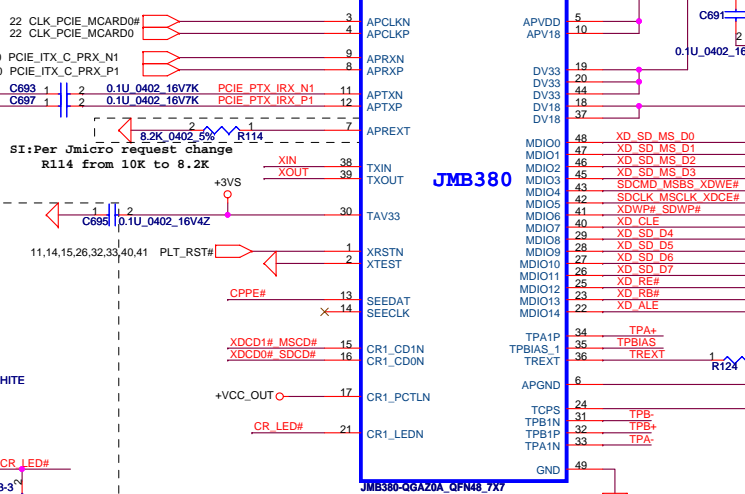 22 CLK_PCIE_MCARD0# 3 APCLKN APVDD 5 C691
22 CLK_PCIE_MCARD0 4 APCLKP APV18 10 2
0.1U_0402_16
PCIE_ITX_C_PRX_N1 9 APRXN
PCIE_ITX_C_PRX_P1 8 APRXP DV33 19
DV33 20
C693 1 2 0.1U_0402_16V7K PCIE_PTX_IRX_N1 11 APTXN DV33 44
C697 1 2 0.1U_0402_16V7K PCIE_PTX_IRX_P1 12 APTXP DV18 18
DV18 37
2 1 7 APREXT
8.2K_0402_5% R114
MDIO0 48 XD_SD_MS_D0
SI:Per Jmicro request change MDIO1 47 XD_SD_MS_D1
R114 from 10K to 8.2K MDIO2 46 XD_SD_MS_D2
XIN 38 TXIN MDIO3 45 XD_SD_MS_D3
XOUT 39 TXOUT JMB380 MDIO4 43 SDCMD_MSBS_XDWE#
+3VS MDIO5 42 SDCLK_MSCLK_XDCE#
1 2 30 TAV33 MDIO6 41 XDWP#_SDWP#
C695 0.1U_0402_16V4Z MDIO7 40 XD_CLE
MDIO8 29 XD_SD_D4
11,14,15,26,32,33,40,41 PLT_RST# 1 XRSTN MDIO9 28 XD_SD_D5
2 XTEST MDIO10 27 XD_SD_D6
MDIO11 26 XD_SD_D7
MDIO12 25 XD_RE#
CPPE# 13 SEEDAT MDIO13 23 XD_RB#
14 SEECLK MDIO14 22 XD_ALE
TPA1P 34 TPA+
XDCD1#_MSCD# 15 CR1_CD1N TPBIAS_1 35 TPBIAS
XDCD0#_SDCD# 16 CR1_CD0N TREXT 36 TREXT 1
R124
HITE APGND 6
+VCC_OUT 17 CR1_PCTLN
TCPS 24
TPB1N 31 TPB-
CR_LED# 21 CR1_LEDN TPB1P 32 TPB+
TPA1N 33 TPA-
CR_LED# GND 49
2
3-3 JMB380-QGAZ0A_QFN48_7X7